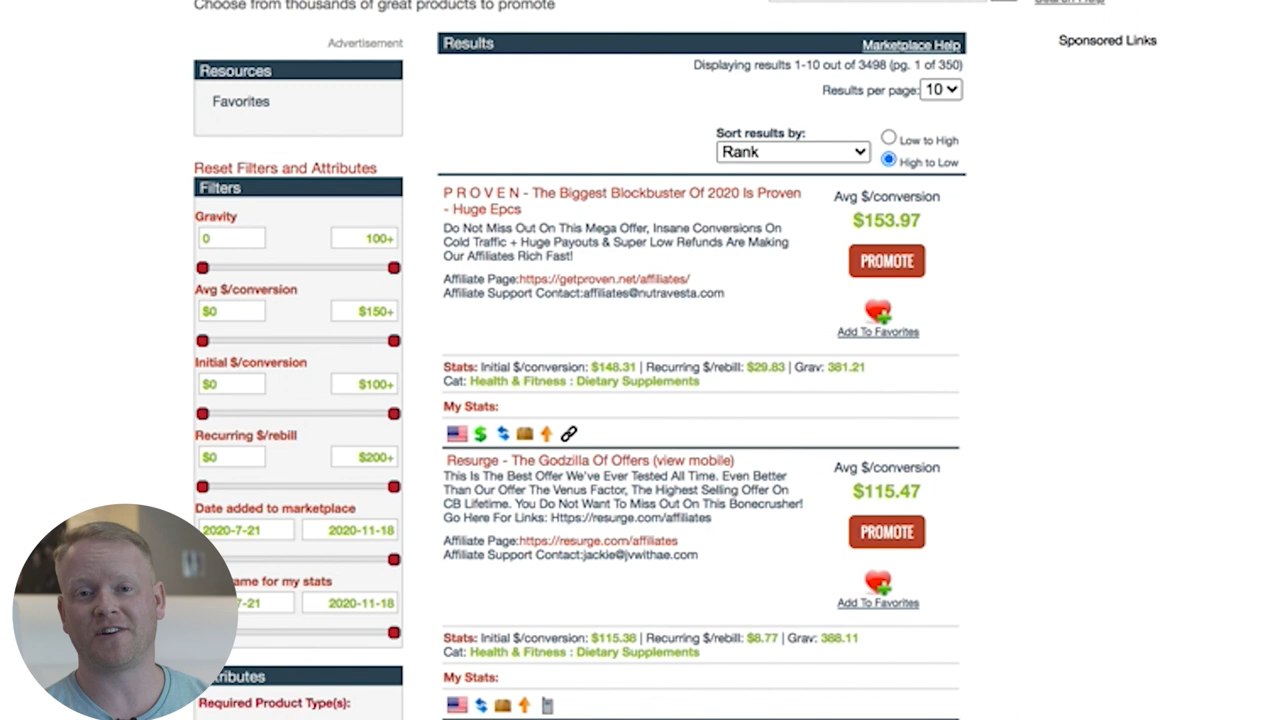 Choose from thousands of great products to promote
Search Help
Advertisement
Resources
Favorites
Reset Filters and Attributes
Filters
Gravity
0 100+
Avg $/conversion
$0 $150+
Initial $/conversion
$0 $100+
Recurring $/rebill
$0 $200+
Date added to marketplace
2020-7-21 2020-11-18
ame for my stats
7-21 2020-11-18
tributes
Required Product Type(s):
Results Marketplace Help
Displaying results 1-10 out of 3498 (pg. 1 of 350)
Results per page: 10
Sort results by:
Rank
Low to High
High to Low
P R O V E N - The Biggest Blockbuster Of 2020 Is Proven
- Huge Epcs
Do Not Miss Out On This Mega Offer, Insane Conversions On
Cold Traffic + Huge Payouts & Super Low Refunds Are Making
Our Affiliates Rich Fast!
Affiliate Page:https://getproven.net/affiliates/
Affiliate Support Contact:affiliates@nutravesta.com
Avg $/conversion
$153.97
PROMOTE
Add To Favorites
Stats: Initial $/conversion: $148.31 | Recurring $/rebill: $29.83 | Grav: 381.21
Cat: Health & Fitness : Dietary Supplements
My Stats:
Resurge - The Godzilla Of Offers (view mobile)
This Is The Best Offer We've Ever Tested All Time. Even Better
Than Our Offer The Venus Factor, The Highest Selling Offer On
CB Lifetime. You Do Not Want To Miss Out On This Bonecrusher!
Go Here For Links: Https://resurge.com/affiliates
Affiliate Page:https://resurge.com/affiliates
Affiliate Support Contact:jackie@jvwithae.com
Avg $/conversion
$115.47
PROMOTE
Add To Favorites
Stats: Initial $/conversion: $115.38 | Recurring $/rebill: $8.77 | Grav: 388.11
Cat: Health & Fitness : Dietary Supplements
My Stats:
Sponsored Links